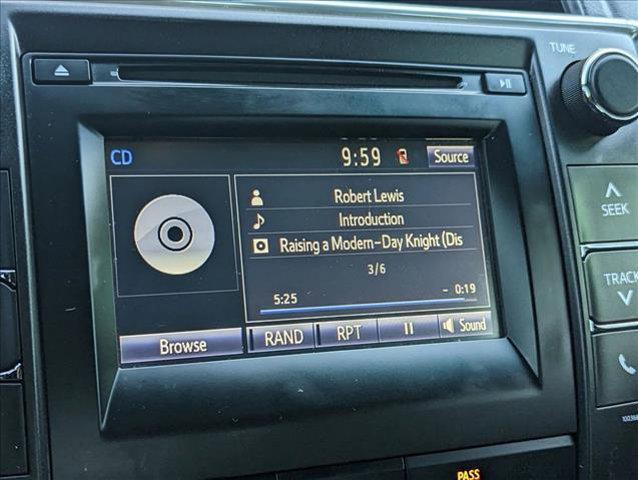 TUNE
CD 9:59 Source
Robert Lewis
Introduction
Raising a Modern-Day Knight (Dis
3/6
5:25 - 0:19
Browse RAND RPT Sound
SEEK
TRACK
PASS